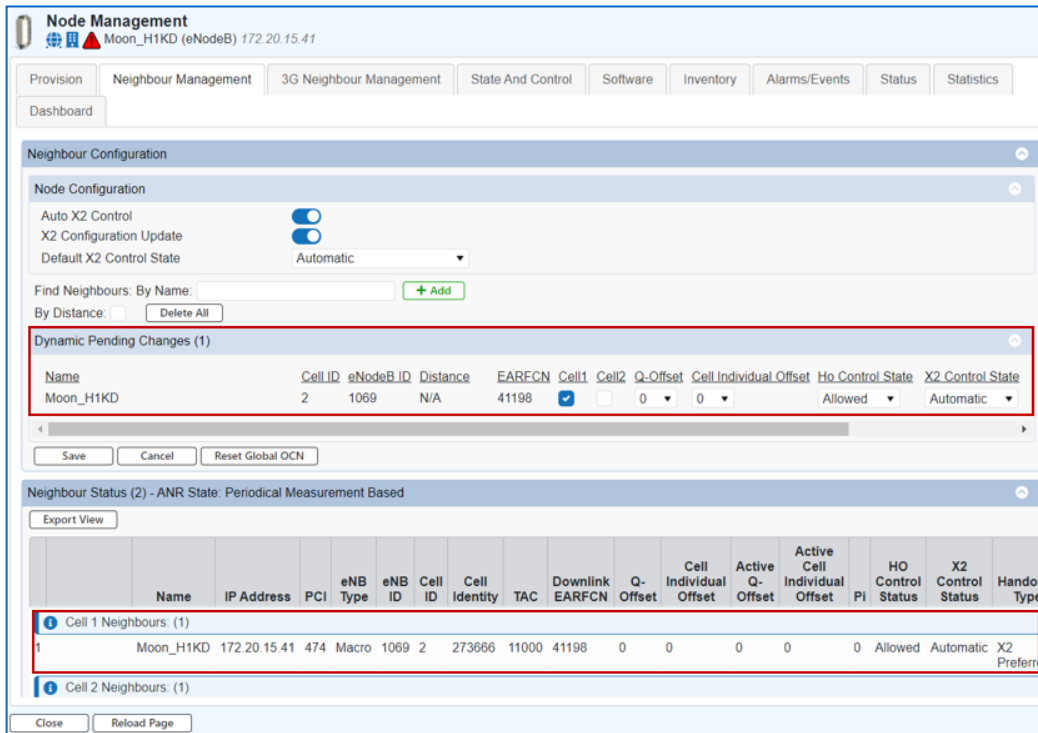 Node Management
Moon_H1KD (eNodeB) 172.20.15.41
Provision Neighbour Management 3G Neighbour Management State And Control Software Inventory Alarms/Events Status Statistics
Dashboard
Neighbour Configuration
Node Configuration
Auto X2 Control
X2 Configuration Update
Default X2 Control State Automatic
Find Neighbours: By Name: + Add
By Distance: Delete All
Dynamic Pending Changes (1)
Name Cell ID eNodeB ID Distance EARFCN Cell1 Cell2 Q-Offset Cell Individual Offset Ho Control State X2 Control State
Moon_H1KD 2 1069 N/A 41198 0 0 Allowed Automatic
Save Cancel Reset Global OCN
Neighbour Status (2) - ANR State: Periodical Measurement Based
Export View
Name IP Address PCI eNB Type eNB ID Cell ID Cell Identity TAC Downlink EARFCN Q-Offset Cell Individual Offset Active Q-Offset Active Cell Individual Offset Pi HO Control Status X2 Control Status Hando Type
Cell 1 Neighbours: (1)
1 Moon_H1KD 172.20.15.41 474 Macro 1069 2 273666 11000 41198 0 0 0 0 0 Allowed Automatic X2 Preferr
Cell 2 Neighbours: (1)
Close Reload Page